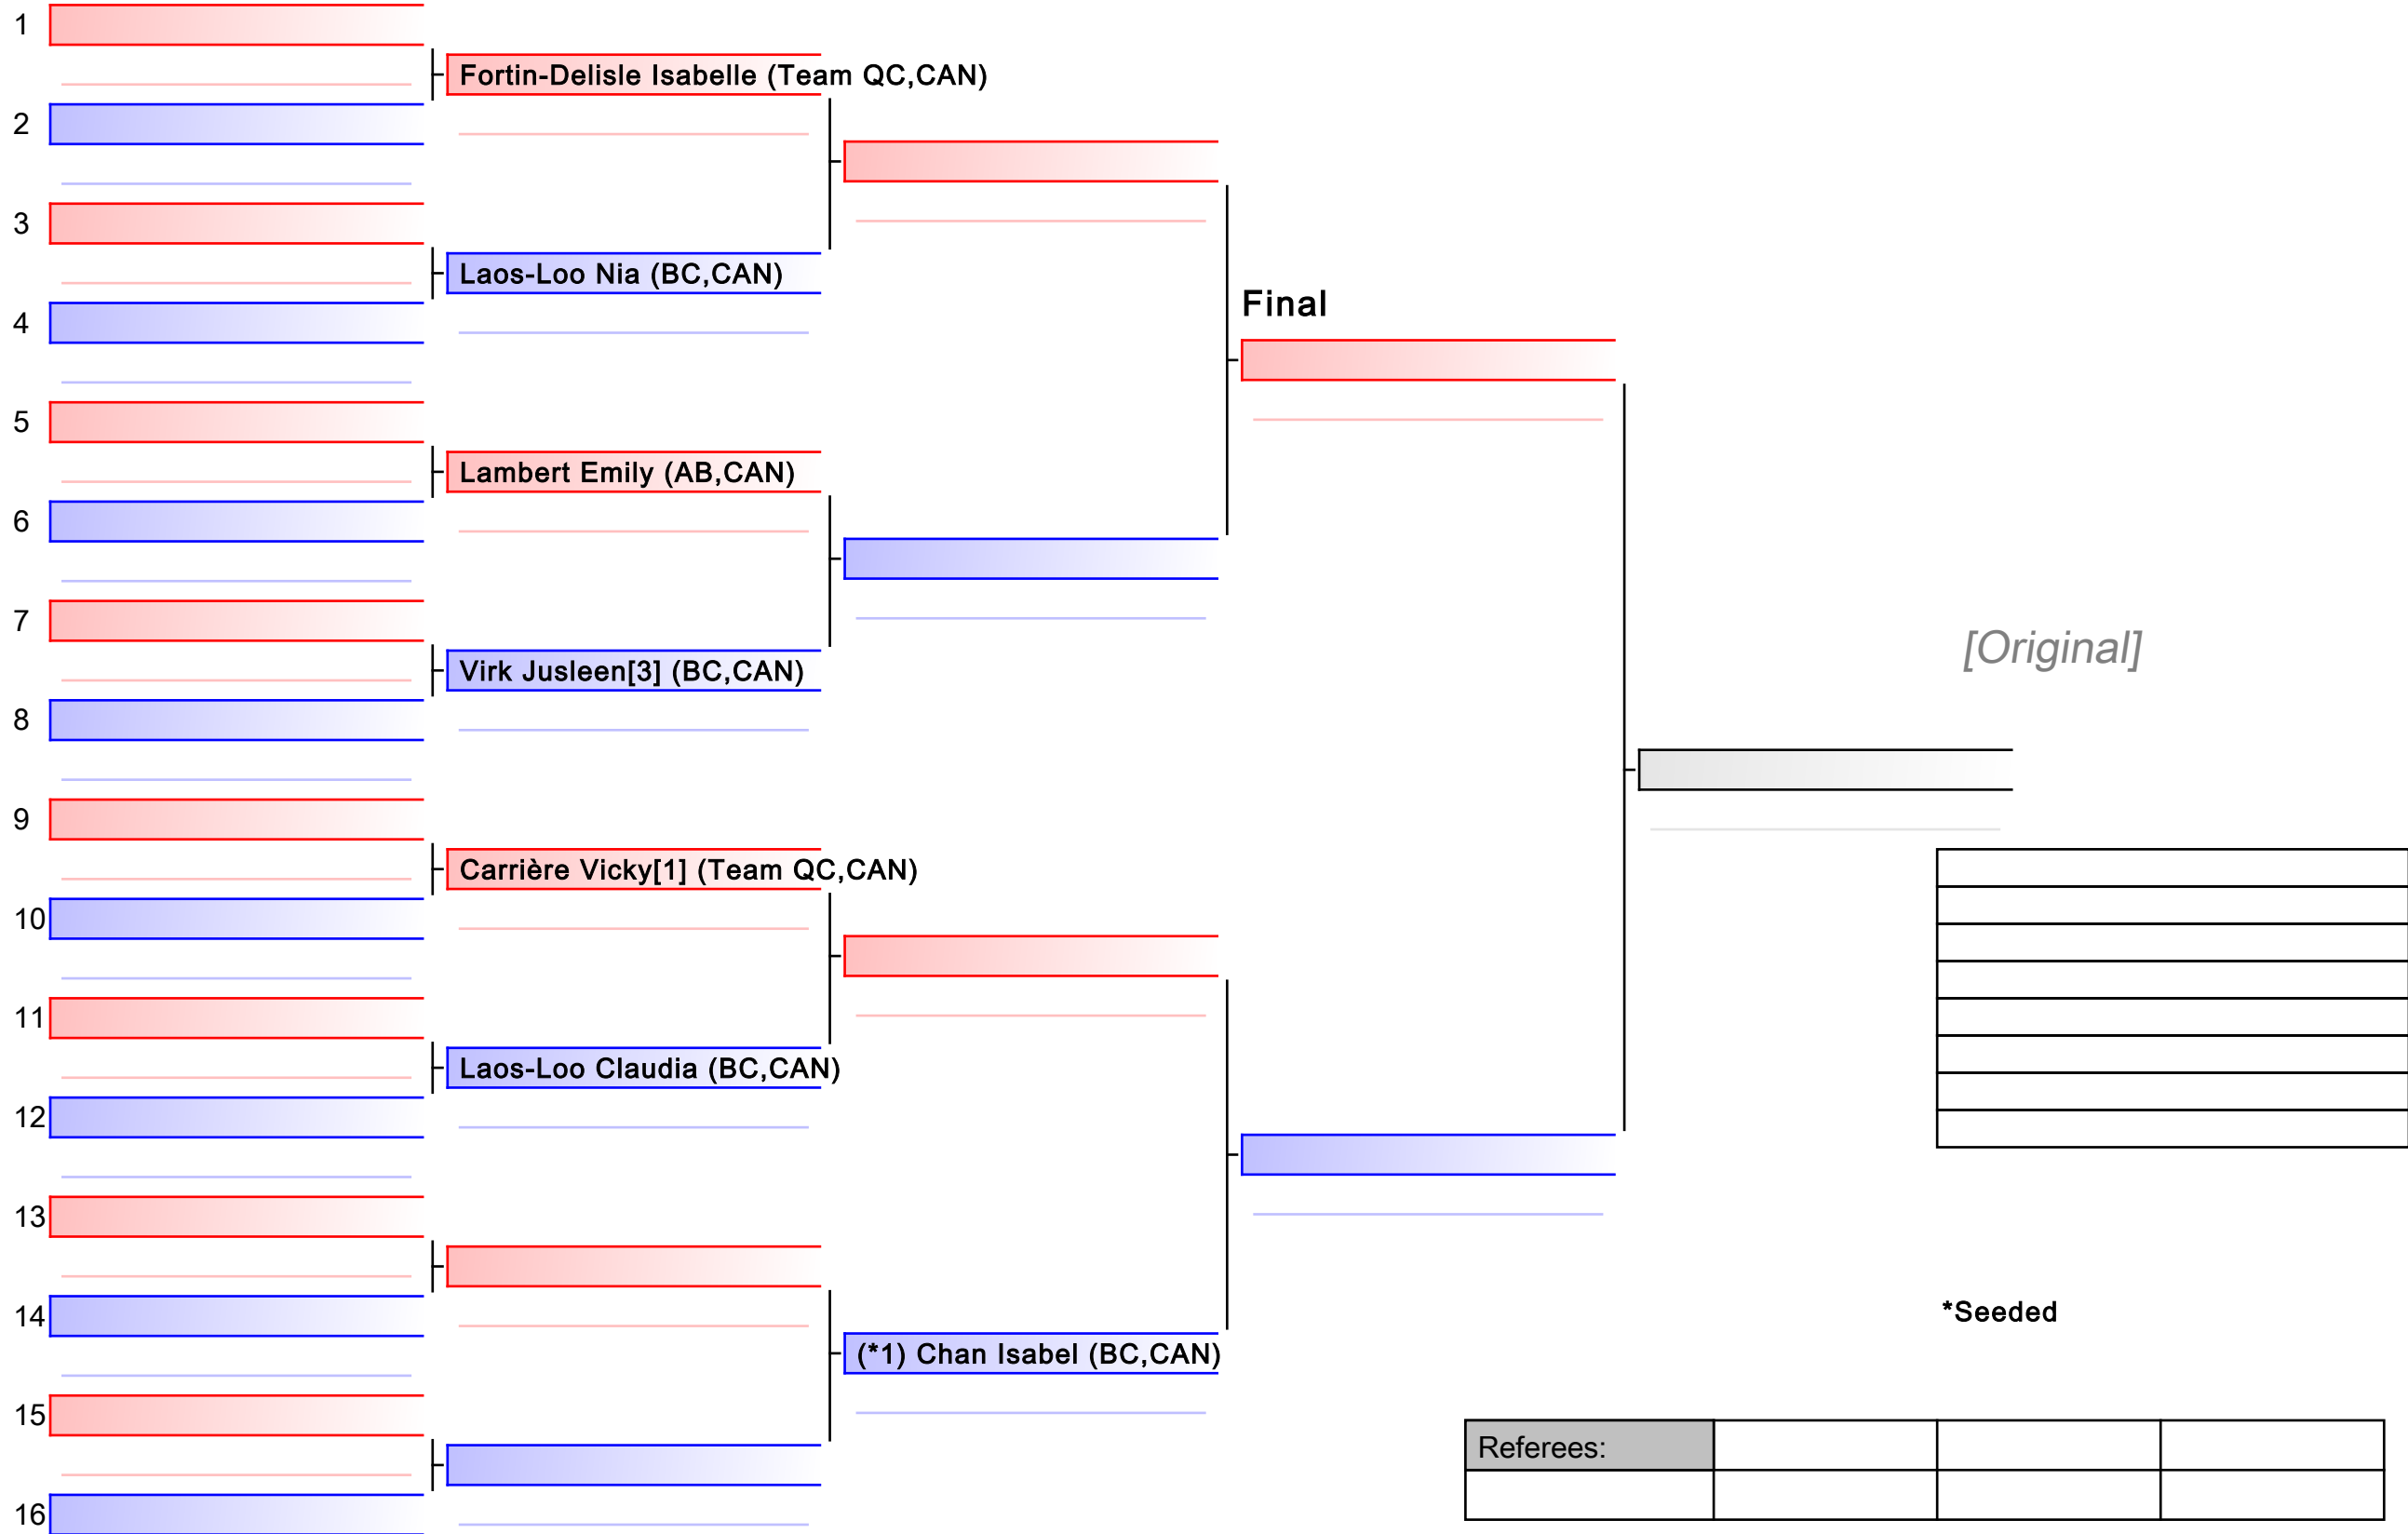 1
Fortin-Delisle Isabelle (Team QC,CAN)
2
3
Laos-Loo Nia (BC,CAN)
Final
4
5
Lambert Emily (AB,CAN)
6
7
[Original]
Virk Jusleen[3] (BC,CAN)
8
9
Carrière Vicky[1] (Team QC,CAN)
10
11
Laos-Loo Claudia (BC,CAN)
12
13
14
*Seeded
(*1) Chan Isabel (BC,CAN)
15
Referees:
16